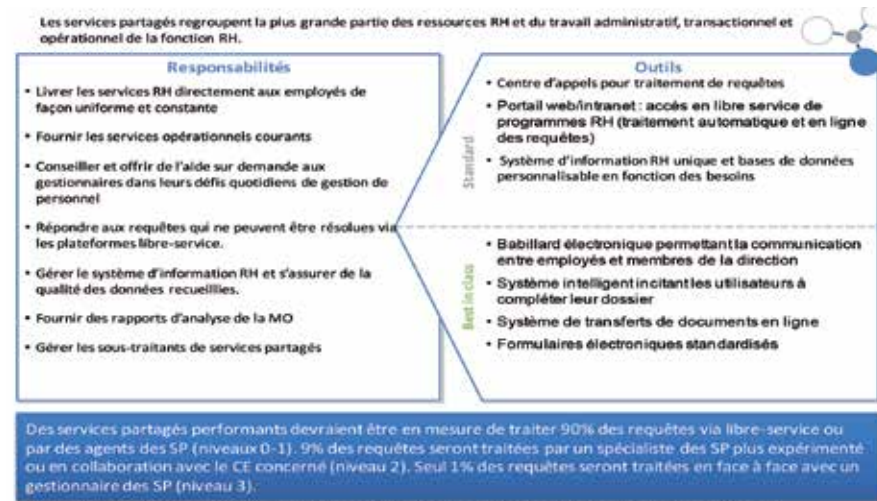 Les services partagés regroupent la plus grande partie des ressources RH et du travail administratif, transactionnel et
opérationnel de la fonction RH.
Responsabilités
• Livrer les services RH directement aux employés de
façon uniforme et constante
• Fournir les services opérationnels courants
• Conseiller et offrir de l'aide sur demande aux
gestionnaires dans leurs défis quotidiens de gestion de
personnel
• Répondre aux requêtes qui ne peuvent être résolues via
les plateformes libre-service.
• Gérer le système d'information RH et s'assurer de la
qualité des données recueillies.
• Fournir des rapports d'analyse de la MO
• Gérer les sous-traitants de services partagés
Outils
Standard
• Centre d'appels pour traitement de requêtes
• Portail web/intranet : accès en libre service de
programmes RH (traitement automatique et en ligne
des requêtes)
• Système d'information RH unique et bases de données
personnalisable en fonction des besoins
Best in class
• Babillard électronique permettant la communication
entre employés et membres de la direction
• Système intelligent incitant les utilisateurs à
compléter leur dossier
• Système de transferts de documents en ligne
• Formulaires électroniques standardisés
Des services partagés performants devraient être en mesure de traiter 90% des requêtes via libre-service ou
par des agents des SP (niveaux 0-1). 9% des requêtes seront traitées par un spécialiste des SP plus expérimenté
ou en collaboration avec le CE concerné (niveau 2). Seul 1% des requêtes seront traitées en face à face avec un
gestionnaire des SP (niveau 3).